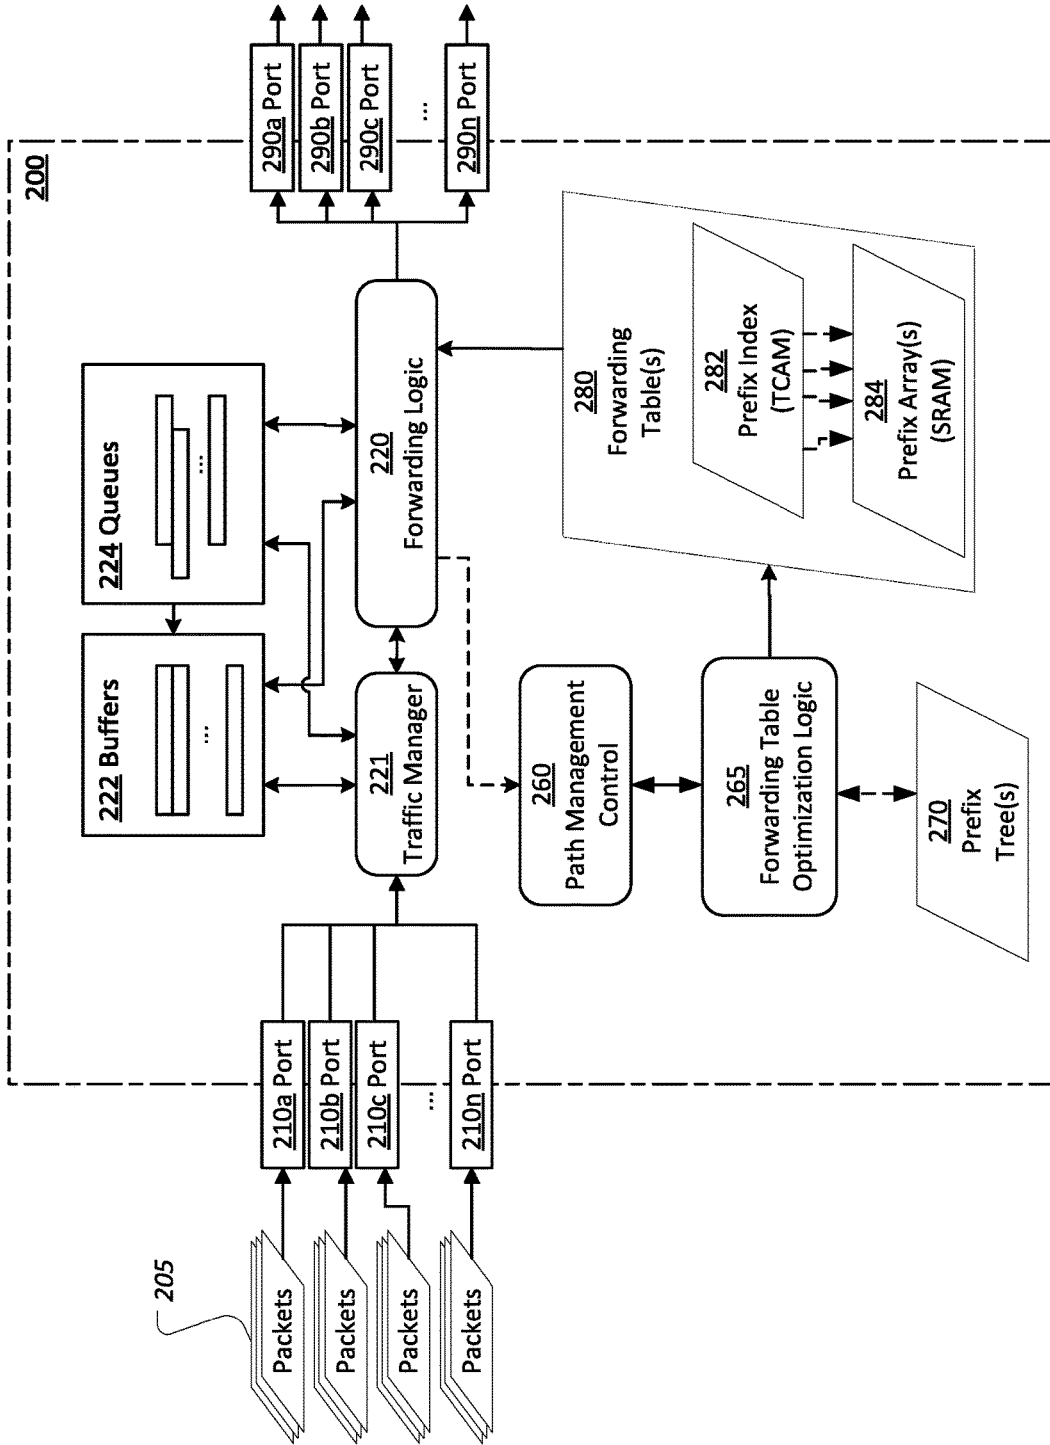 200
205
Packets
Packets
Packets
Packets
210a Port
210b Port
210c Port
...
210n Port
222 Buffers
...
224 Queues
...
221
Traffic Manager
220
Forwarding Logic
290a Port
290b Port
290c Port
...
290n Port
260
Path Management
Control
265
Forwarding Table
Optimization Logic
270
Prefix
Tree(s)
280
Forwarding
Table(s)
282
Prefix Index
(TCAM)
284
Prefix Array(s)
(SRAM)